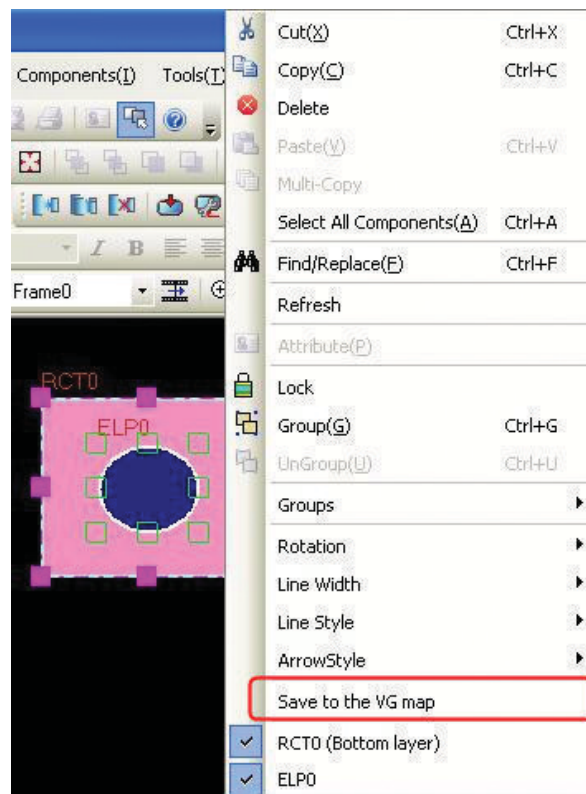 Components(I) Tools(T)
Frame0
RCT0
ELP0
Cut(X) Ctrl+X
Copy(C) Ctrl+C
Delete
Paste(V) Ctrl+V
Multi-Copy
Select All Components(A) Ctrl+A
Find/Replace(F) Ctrl+F
Refresh
Attribute(P)
Lock
Group(G) Ctrl+G
UnGroup(U) Ctrl+U
Groups
Rotation
Line Width
Line Style
ArrowStyle
Save to the VG map
RCT0 (Bottom layer)
ELP0